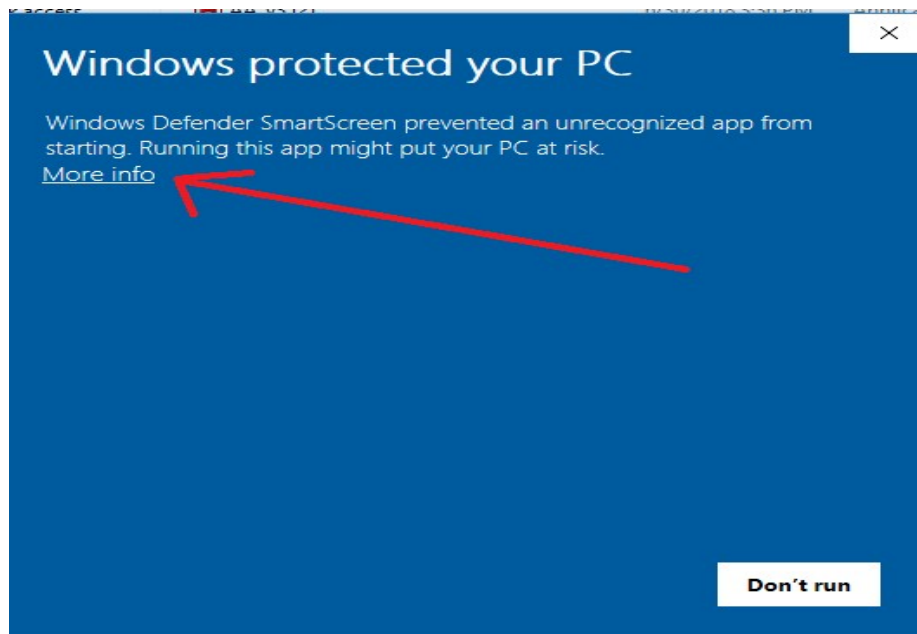 Windows protected your PC
Windows Defender SmartScreen prevented an unrecognized app from
starting. Running this app might put your PC at risk.
More info
Don't run